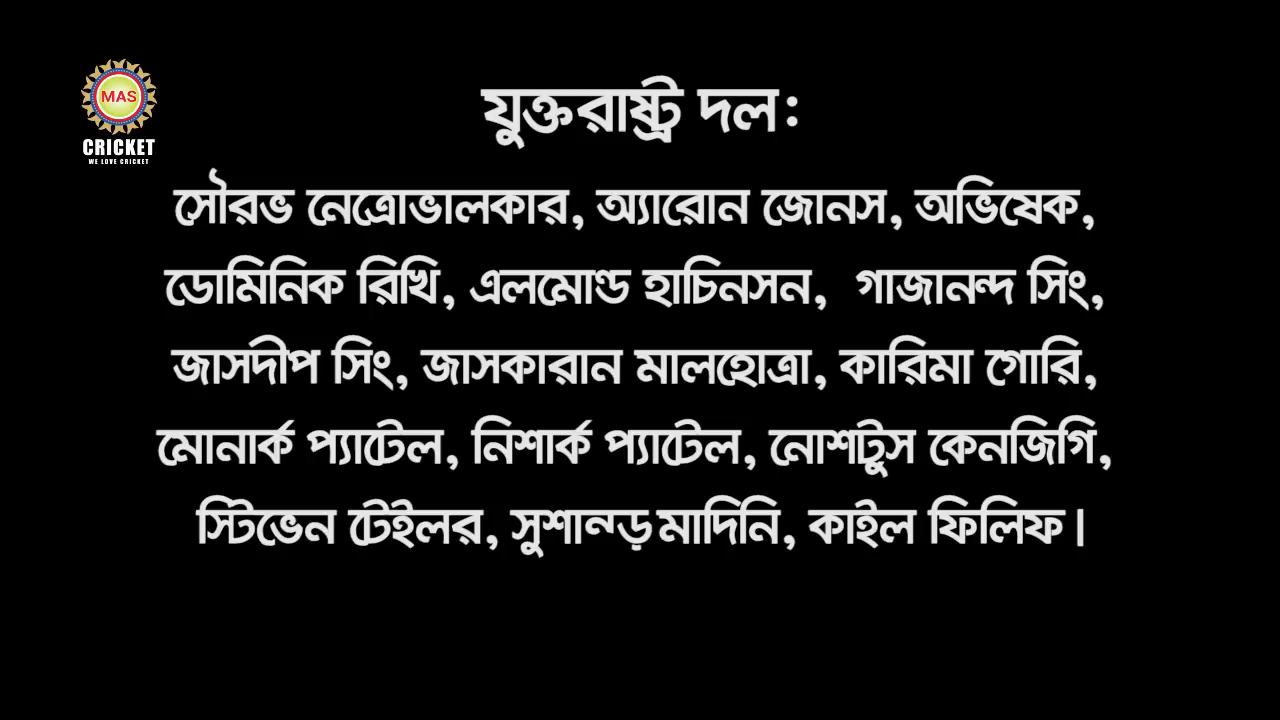 MAS
CRICKET
WE LOVE CRICKET
যুক্তরাষ্ট্র দল:
সৌরভ নেত্রোভালকার, অ্যারোন জোনস, অভিষেক,
ডোমিনিক রিখি, এলমোণ্ড হাচিনসন, গাজানন্দ সিং,
জাসদীপ সিং, জাসকারান মালহোত্রা, কারিমা গোরি,
মোনার্ক প্যাটেল, নিশার্ক প্যাটেল, নোশটুস কেনজিগি,
স্টিভেন টেইলর, সুশান্ড় মাদিনি, কাইল ফিলিফ।